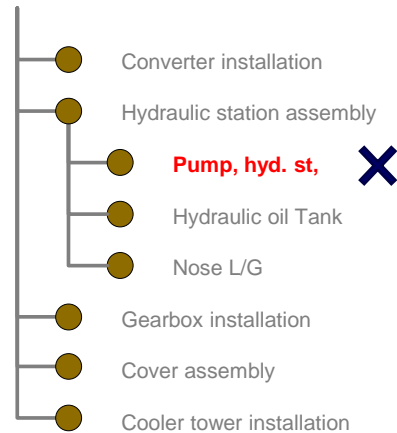 Converter installation
Hydraulic station assembly
Pump, hyd. st,
Hydraulic oil Tank
Nose L/G
Gearbox installation
Cover assembly
Cooler tower installation